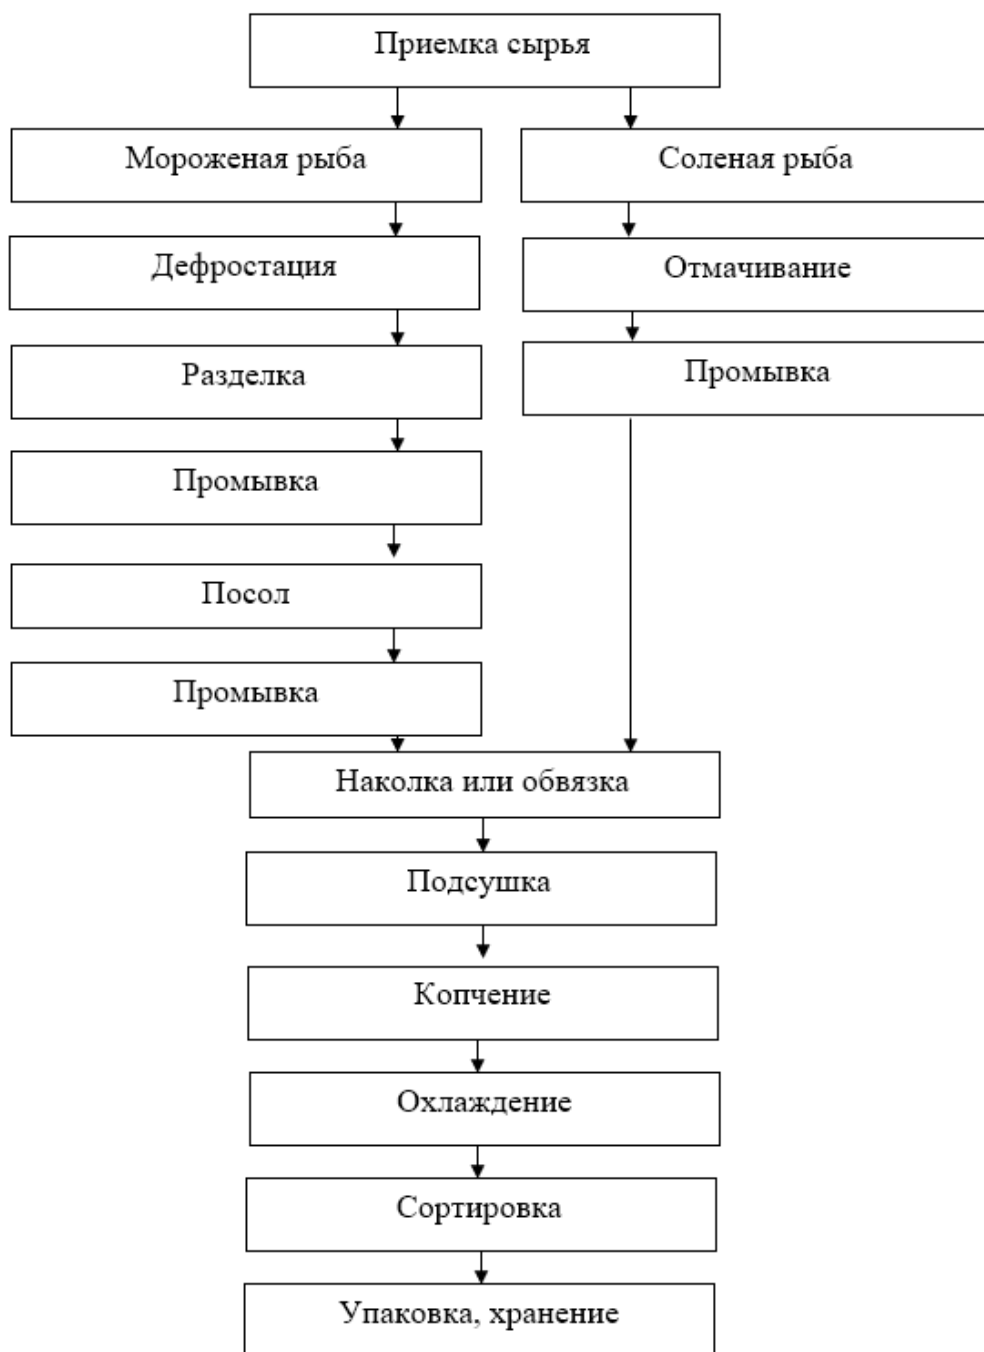 Приемка сырья
Мороженая рыба
Соленая рыба
Дефростация
Отмачивание
Разделка
Промывка
Промывка
Посол
Промывка
Наколка или обвязка
Подсушка
Копчение
Охлаждение
Сортировка
Упаковка, хранение